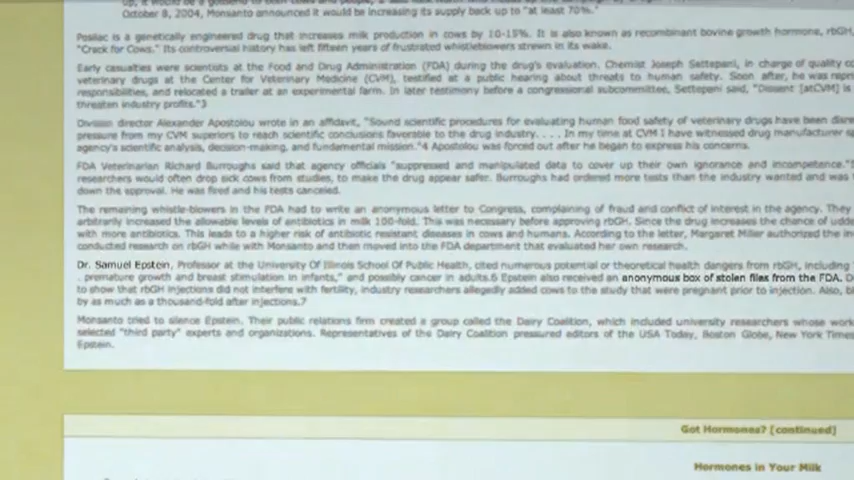 October 8, 2004, Monsanto announced it would be increasing its supply back up to "at least 70%."
Posilac is a genetically engineered drug that increases milk production in cows by 10-15%. It is also known as recombinant bovine growth hormone, rbGH,
"Crack for Cows." Its controversial history has left fifteen years of frustrated whistleblowers strewn in its wake.
Early casualties were scientists at the Food and Drug Administration (FDA) during the drug's evaluation. Chemist Joseph Settepani, in charge of quality co
veterinary drugs at the Center for Veterinary Medicine (CVM), testified at a public hearing about threats to human safety. Soon after, he was repri
responsibilities, and relocated a trailer at an experimental farm. In later testimony before a congressional subcommittee, Settepani said, "Dissent [atCVM] is
threaten industry profits."3
Division director Alexander Apostolou wrote in an affidavit, "Sound scientific procedures for evaluating human food safety of veterinary drugs have been disre
pressure from my CVM superiors to reach scientific conclusions favorable to the drug industry. . . . In my time at CVM I have witnessed drug manufacturer sp
agency's scientific analysis, decision-making, and fundamental mission."4 Apostolou was forced out after he began to express his concerns.
FDA Veterinarian Richard Burroughs said that agency officials "suppressed and manipulated data to cover up their own ignorance and incompetence."
researchers would often drop sick cows from studies, to make the drug appear safer. Burroughs had ordered more tests than the industry wanted and was
down the approval. He was fired and his tests canceled.
The remaining whistle-blowers in the FDA had to write an anonymous letter to Congress, complaining of fraud and conflict of interest in the agency. They
arbitrarily increased the allowable levels of antibiotics in milk 100-fold. This was necessary before approving rbGH. Since the drug increases the chance of udde
with more antibiotics. This leads to a higher risk of antibiotic resistant diseases in cows and humans. According to the letter, Margaret Miller authorized the in
conducted research on rbGH while with Monsanto and then moved into the FDA department that evaluated her own research.
Dr. Samuel Epstein, Professor at the University Of Illinois School Of Public Health, cited numerous potential or theoretical health dangers from rbGH, including
. premature growth and breast stimulation in infants," and possibly cancer in adults.6 Epstein also received an anonymous box of stolen files from the FDA. D
to show that rbGH injections did not interfere with fertility, industry researchers allegedly added cows to the study that were pregnant prior to injection. Also, bl
by as much as a thousand-fold after injections.7
Monsanto tried to silence Epstein. Their public relations firm created a group called the Dairy Coalition, which included university researchers whose work
selected "third party" experts and organizations. Representatives of the Dairy Coalition pressured editors of the USA Today, Boston Globe, New York Times
Epstein.
Got Hormones? [continued]
Hormones in Your Milk